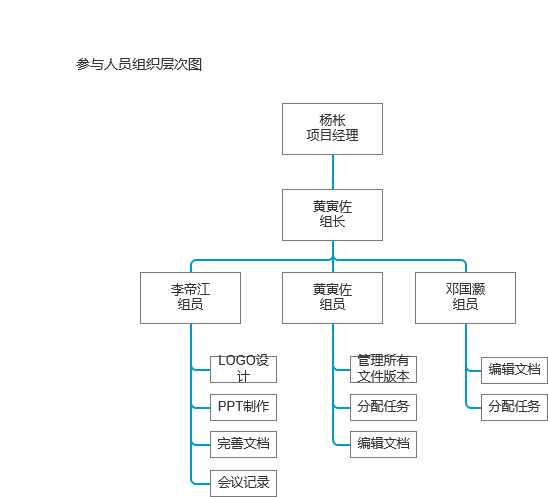 参与人员组织层次图
杨枨
项目经理
黄寅佐
组长
李帝江
组员
黄寅佐
组员
邓国灏
组员
LOGO设
计
PPT制作
完善文档
会议记录
管理所有
文件版本
分配任务
编辑文档
编辑文档
分配任务